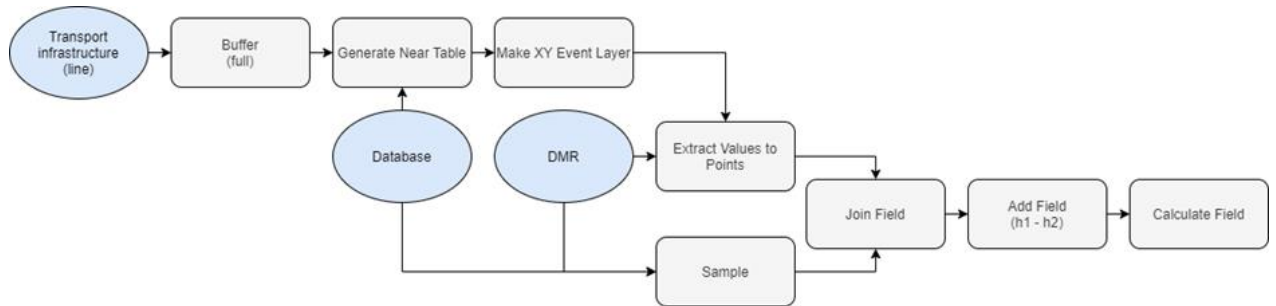 Transport
infrastructure
(line)
Buffer
(full)
Generate Near Table
Make XY Event Layer
Database
DMR
Extract Values to
Points
Join Field
Add Field
(h1 - h2)
Calculate Field
Sample